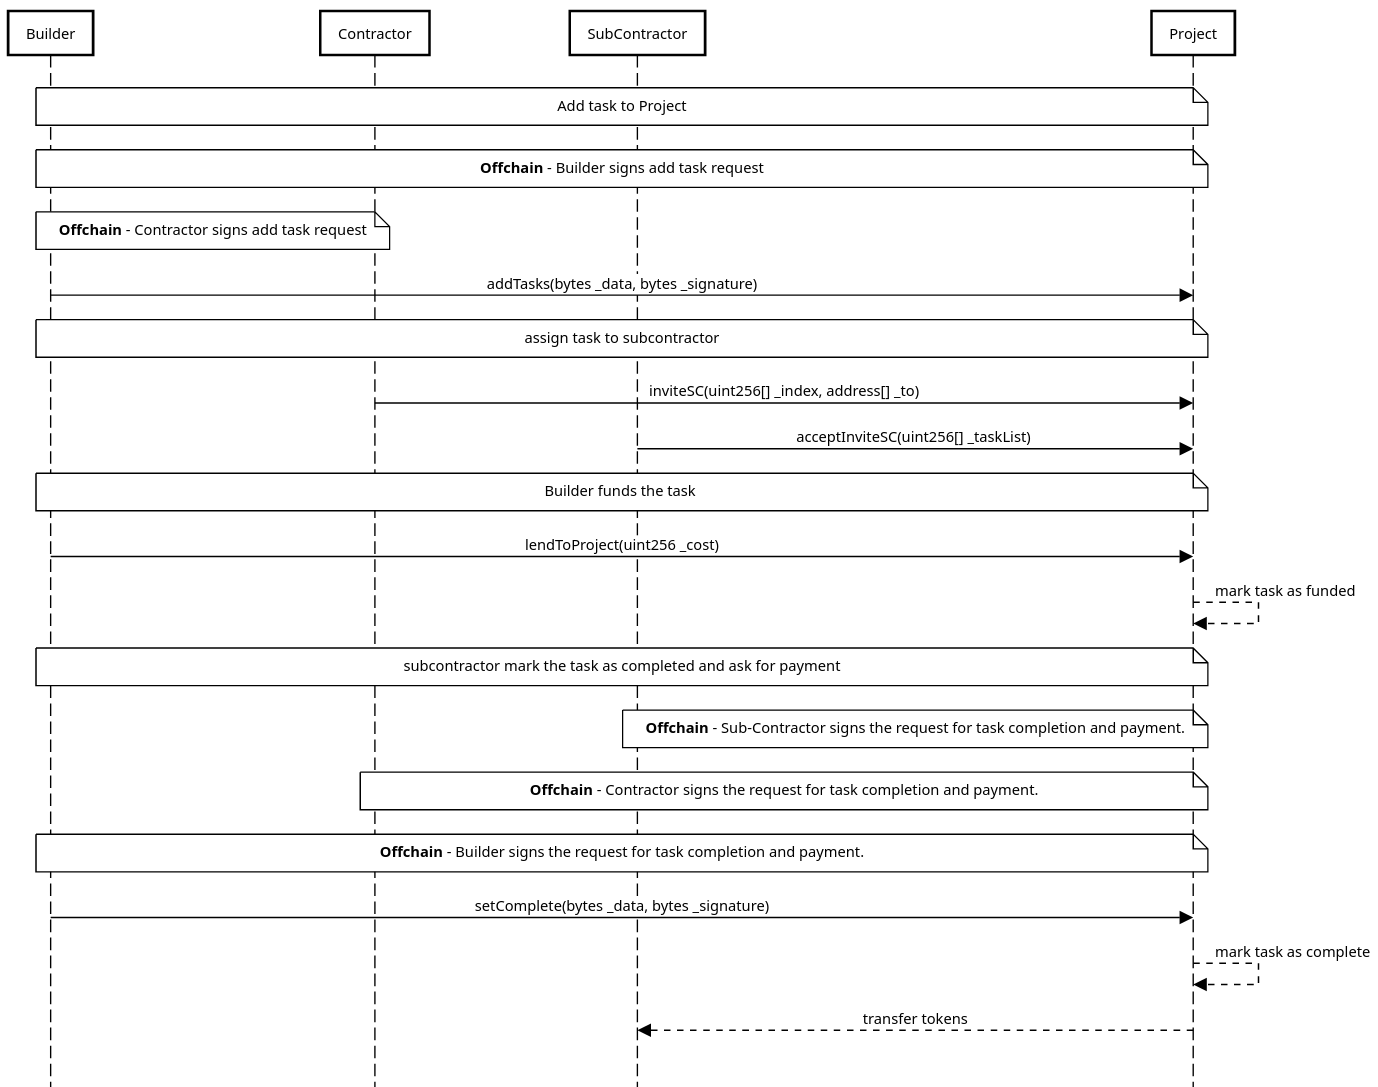 Builder
Contractor
SubContractor
Project
Add task to Project
Offchain - Builder signs add task request
Offchain - Contractor signs add task request
addTasks(bytes _data, bytes _signature)
assign task to subcontractor
inviteSC(uint256[] _index, address[] _to)
acceptInviteSC(uint256[] _taskList)
Builder funds the task
lendToProject(uint256 _cost)
mark task as funded
subcontractor mark the task as completed and ask for payment
Offchain - Sub-Contractor signs the request for task completion and payment.
Offchain - Contractor signs the request for task completion and payment.
Offchain - Builder signs the request for task completion and payment.
setComplete(bytes _data, bytes _signature)
mark task as complete
transfer tokens